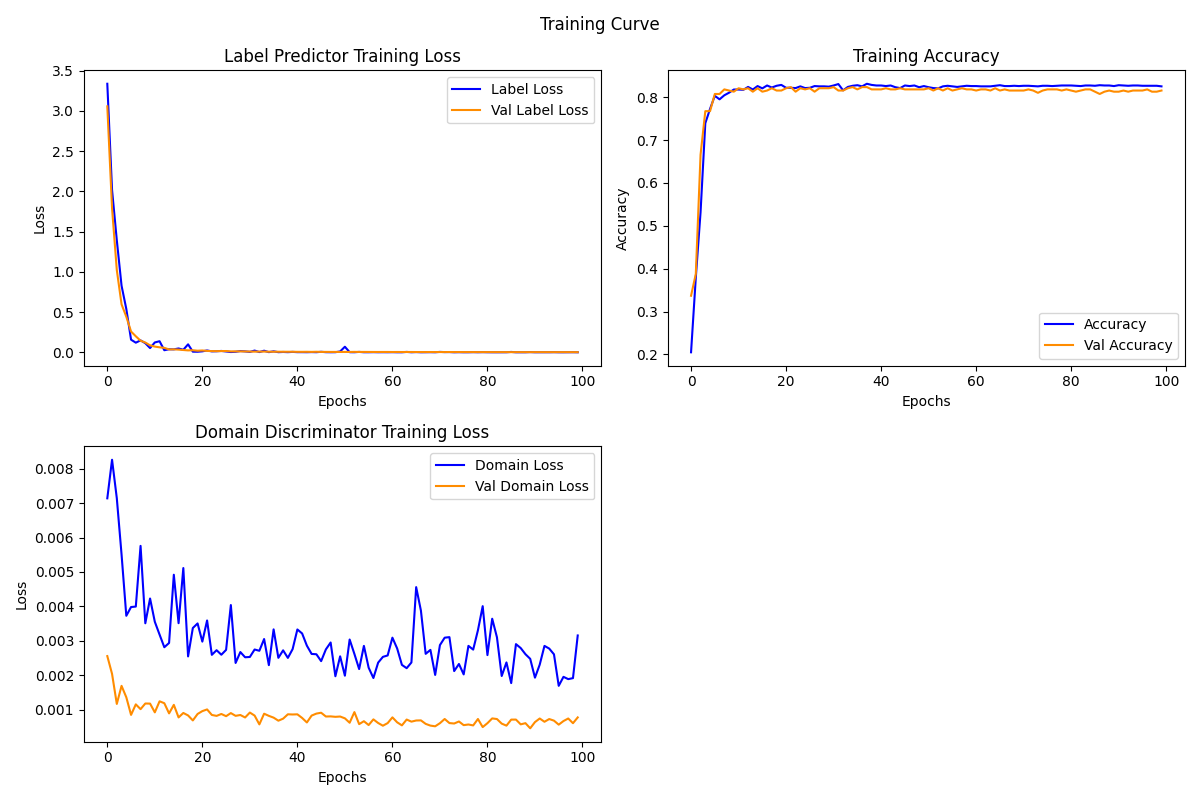 Training Curve
Label Predictor Training Loss
3.5
3.0
2.5
2.0
1.5
1.0
0.5
0.0
Loss
0 20 40 60 80 100
Epochs
Label Loss
Val Label Loss
Training Accuracy
0.8
0.7
0.6
0.5
0.4
0.3
0.2
Accuracy
0 20 40 60 80 100
Epochs
Accuracy
Val Accuracy
Domain Discriminator Training Loss
0.008
0.007
0.006
0.005
0.004
0.003
0.002
0.001
Loss
0 20 40 60 80 100
Epochs
Domain Loss
Val Domain Loss